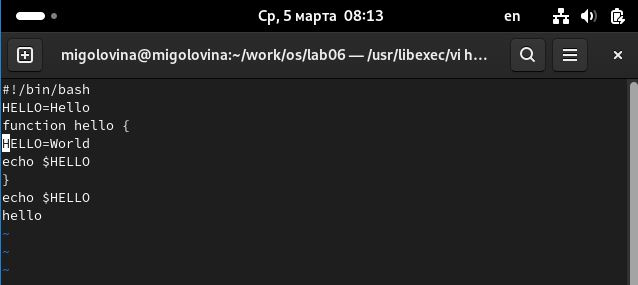 Ср, 5 марта 08:13
en
migolovina@migolovina:~/work/os/lab06 — /usr/libexec/vi h…
#!/bin/bash
HELLO=Hello
function hello {
HELLO=World
echo $HELLO
}
echo $HELLO
hello
~
~
~